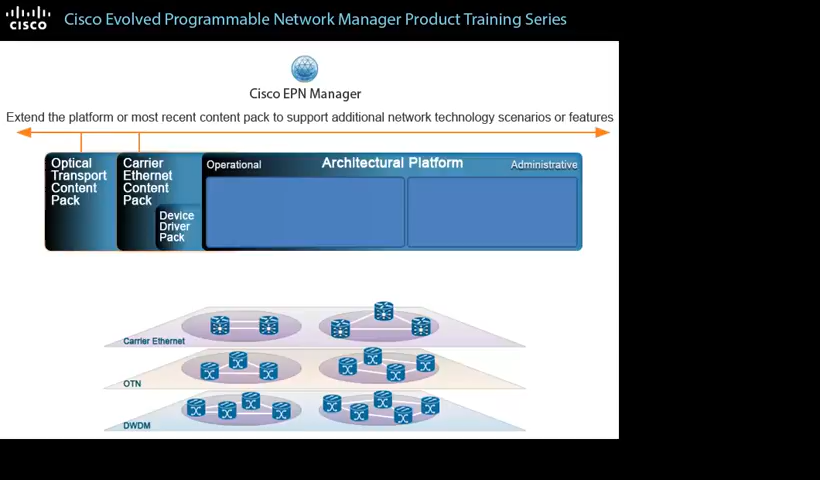 CISCO
Cisco Evolved Programmable Network Manager Product Training Series
Cisco EPN Manager
Extend the platform or most recent content pack to support additional network technology scenarios or features
Optical
Transport
Content
Pack
Carrier
Ethernet
Content
Pack
Device
Driver
Pack
Operational
Architectural Platform
Administrative
Carrier Ethernet
OTN
DWDM